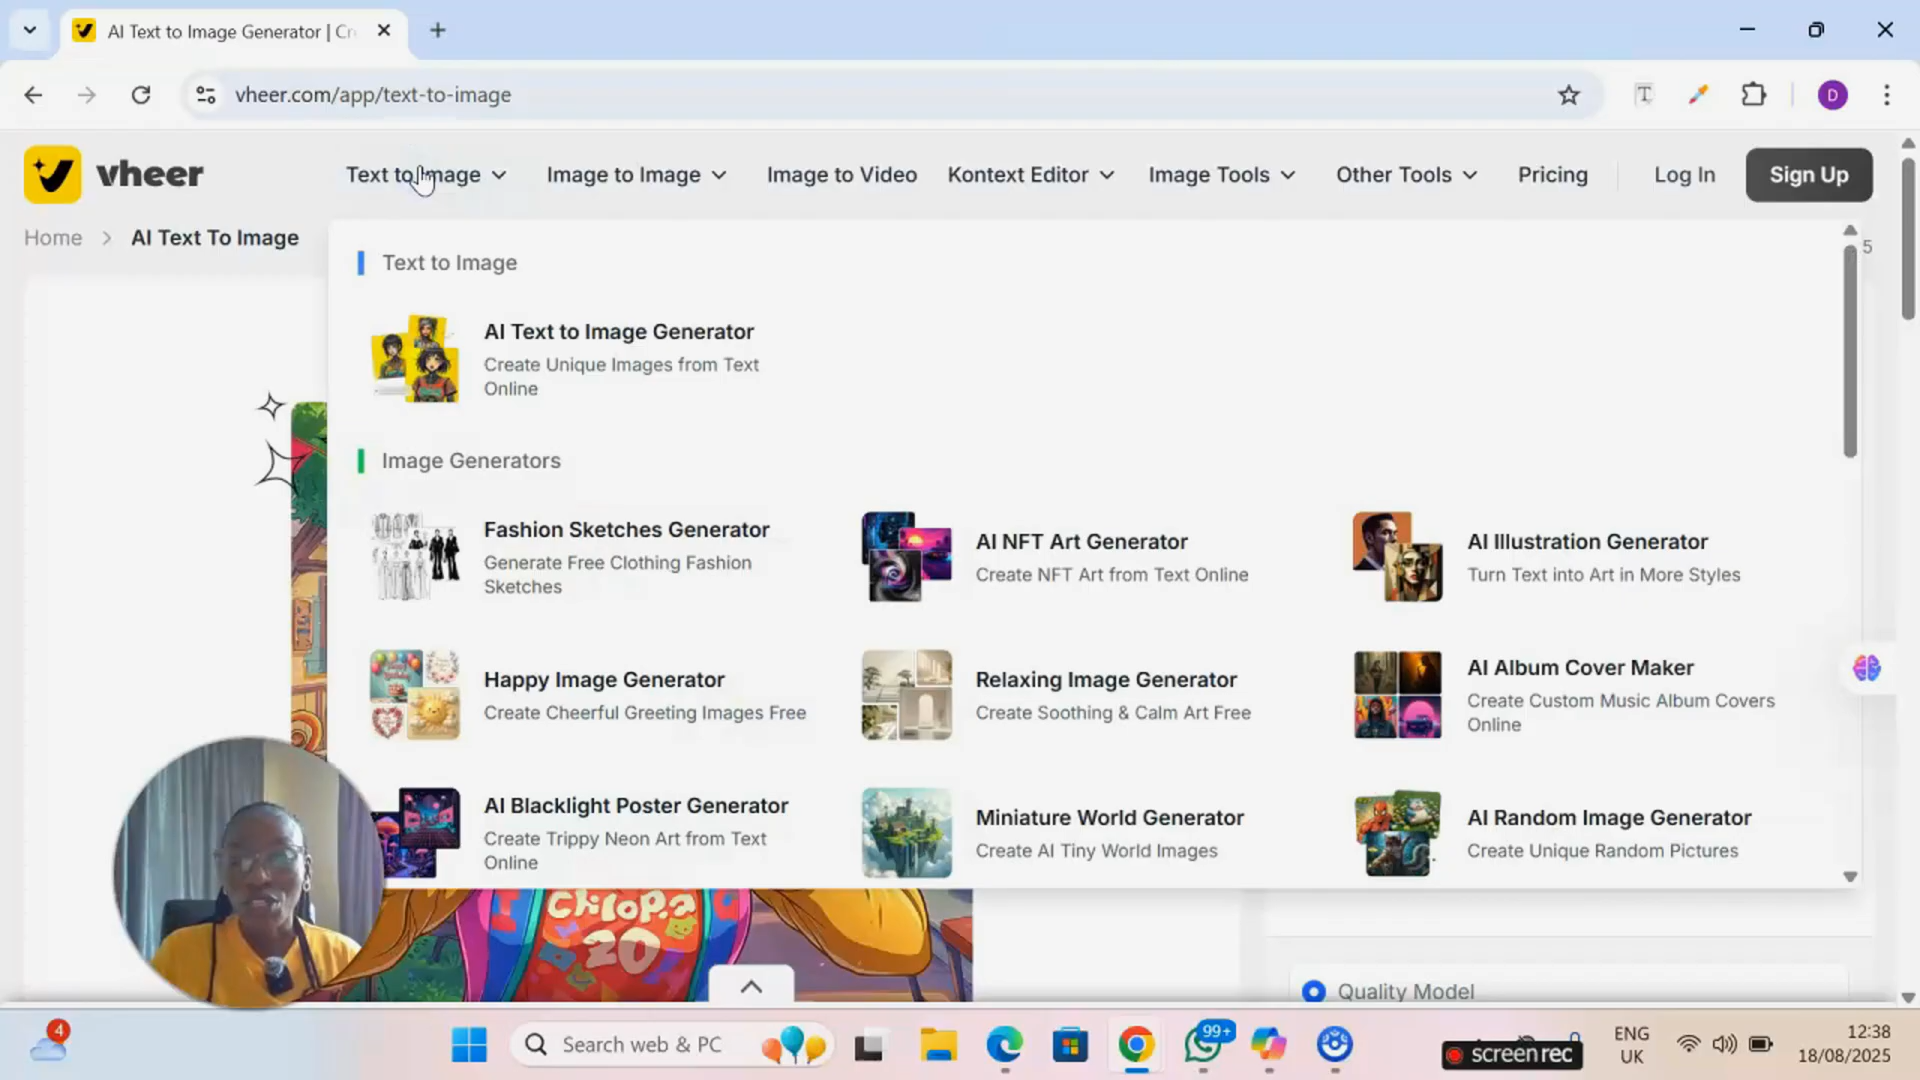 AI Text to Image Generator | Cr
vheer.com/app/text-to-image
D
vheer
Text to Image
Image to Image
Image to Video
Kontext Editor
Image Tools
Other Tools
Pricing
Log In
Sign Up
Home
AI Text To Image
5
Text to Image
AI Text to Image Generator
Create Unique Images from Text
Online
Image Generators
Fashion Sketches Generator
Generate Free Clothing Fashion
Sketches
AI NFT Art Generator
Create NFT Art from Text Online
AI Illustration Generator
Turn Text into Art in More Styles
Happy Image Generator
Create Cheerful Greeting Images Free
Relaxing Image Generator
Create Soothing & Calm Art Free
AI Album Cover Maker
Create Custom Music Album Covers
Online
AI Blacklight Poster Generator
Create Trippy Neon Art from Text
Online
Miniature World Generator
Create AI Tiny World Images
AI Random Image Generator
Create Unique Random Pictures
20
Quality Model
4
Search web & PC
99+
screen rec
ENG
UK
12:38
18/08/2025